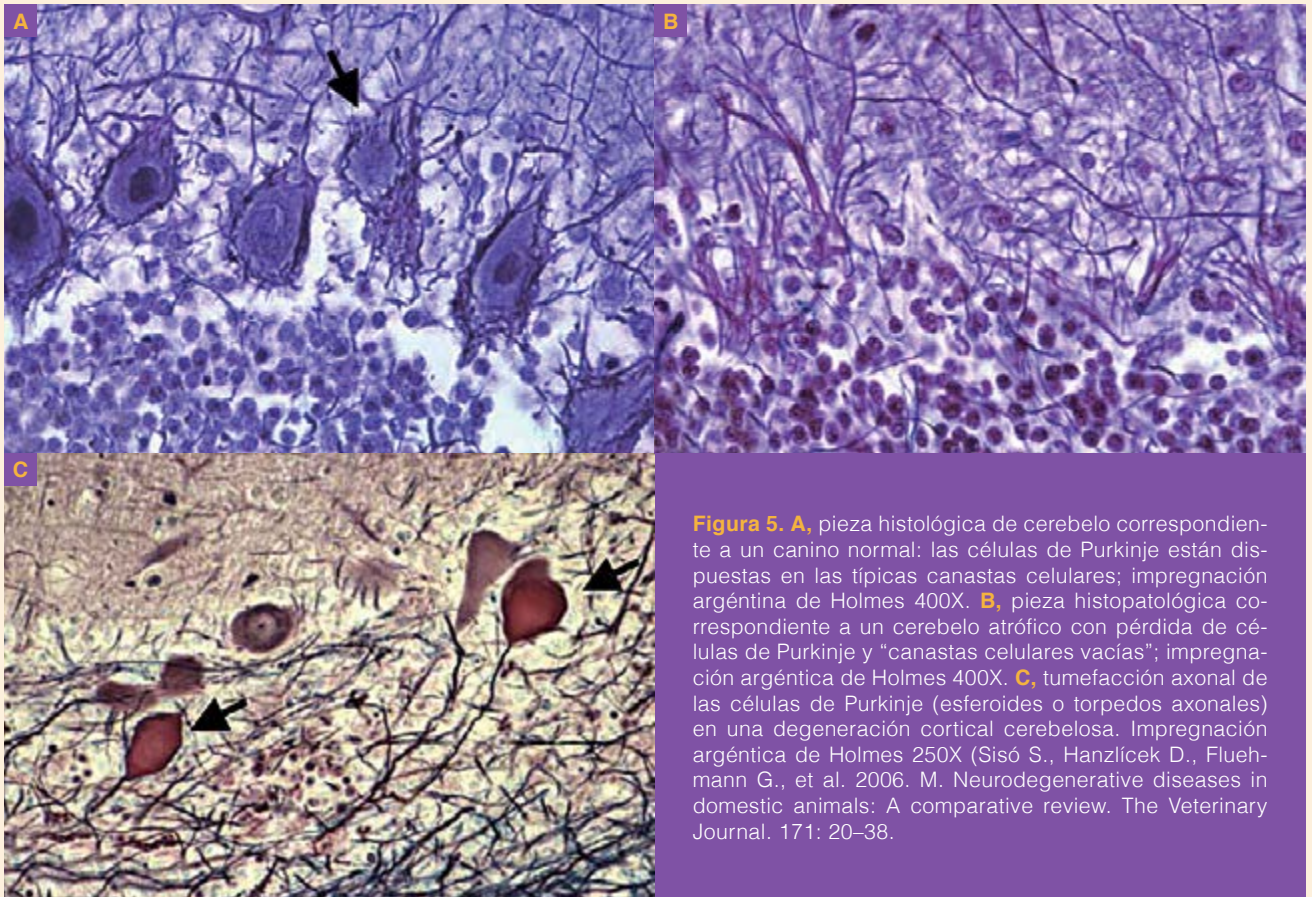 A
B
C
Figura 5. A, pieza histológica de cerebelo correspondien-
te a un canino normal: las células de Purkinje están dis-
puestas en las típicas canastas celulares; impregnación
argéntina de Holmes 400X. B, pieza histopatológica co-
rrespondiente a un cerebelo atrófico con pérdida de cé-
lulas de Purkinje y “canastas celulares vacías”; impregna-
ción argéntica de Holmes 400X. C, tumefacción axonal de
las células de Purkinje (esferoides o torpedos axonales)
en una degeneración cortical cerebelosa. Impregnación
argéntica de Holmes 250X (Sisó S., Hanzlícek D., Flueh-
mann G., et al. 2006. M. Neurodegenerative diseases in
domestic animals: A comparative review. The Veterinary
Journal. 171: 20–38.